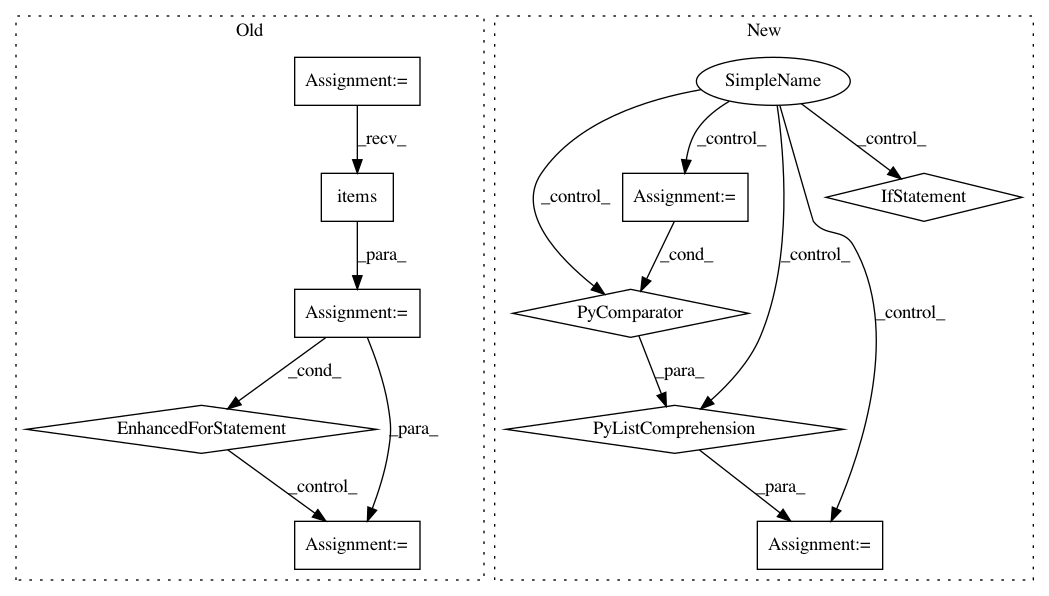 Old
New
Assignment:=
SimpleName
_recv_
_control_
_control_
items
Assignment:=
IfStatement
_control_
_para_
_cond_
_control_
_control_
Assignment:=
PyComparator
_cond_
_para_
EnhancedForStatement
_para_
PyListComprehension
_control_
_para_
Assignment:=
Assignment:=